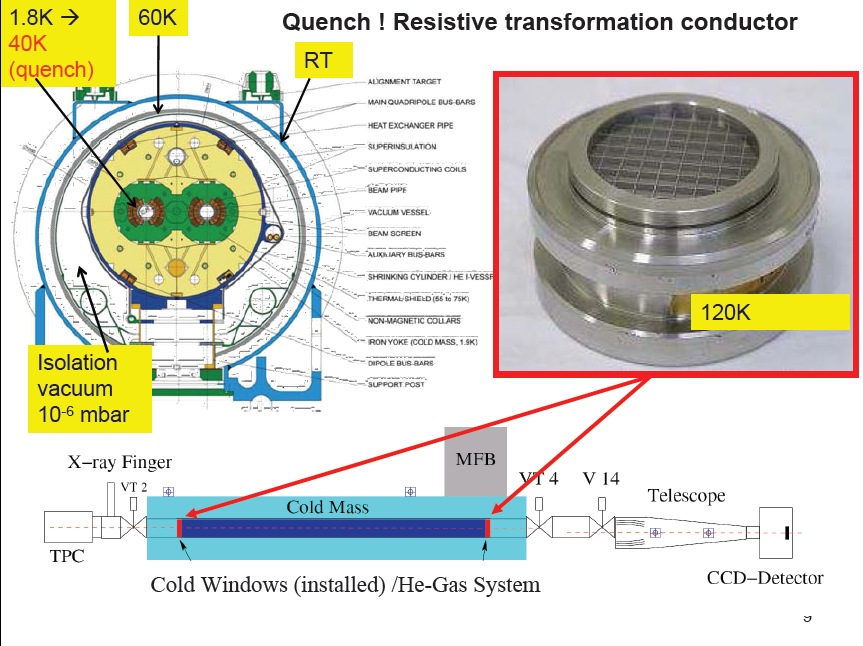 Quench ! Resistive transformation conductor
1.8K →
40K
(quench)
60K
RT
ALIGNMENT TARGET
MAIN QUADRIPOLE BUS-BARS
HEAT EXCHANGER PIPE
SUPERINSULATION
SUPERCONDUCTING COILS
BEAM PIPE
VACUUM VESSEL
BEAM SCREEN
AUXILIARY BUS-BARS
SHRINKING CYLINDER / HE I-VESSE
THERMAL SHIELD (55 to 75K)
NON-MAGNETIC COLLARS
IRON YOKE (COLD MASS, 1.9K)
DIPOLE BUS-BARS
SUPPORT POST
120K
Isolation
vacuum
10⁻⁶ mbar
X-ray Finger
VT 2
MFB
VT 4
V 14
Telescope
Cold Mass
TPC
CCD–Detector
Cold Windows (installed) /He-Gas System
9